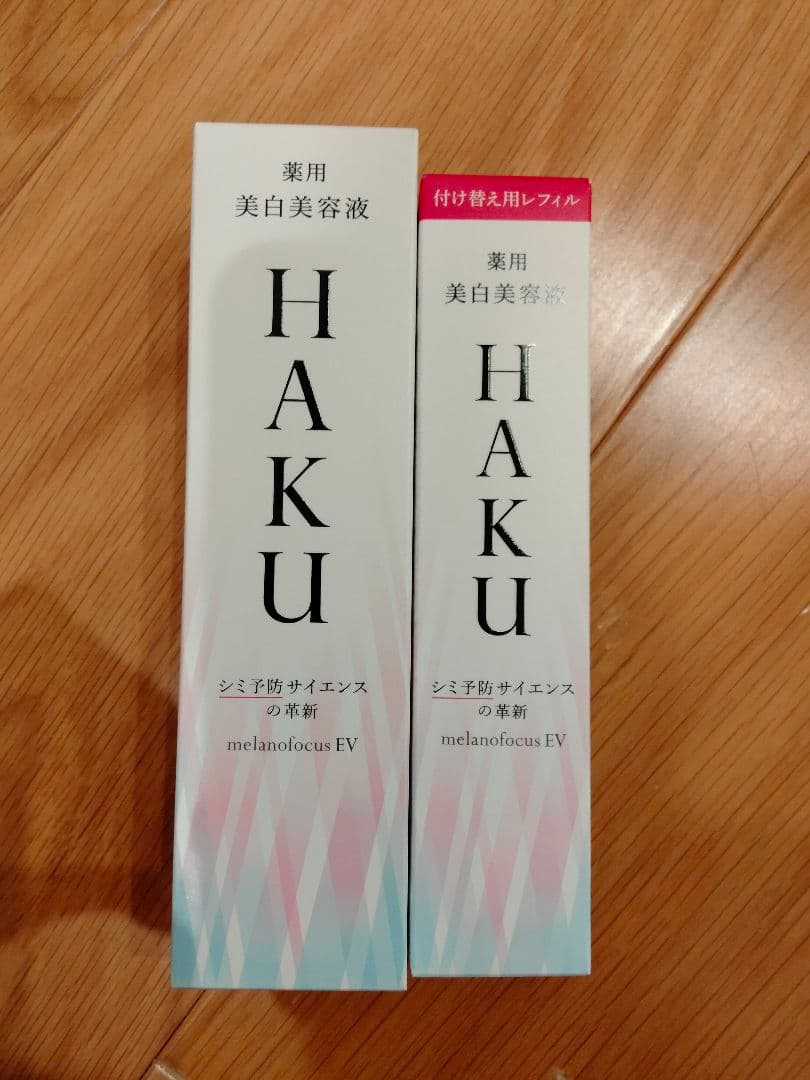 薬用
美白美容液
HAKU
シミ予防サイエンス
の革新
melanofocus EV
付け替え用レフィル
薬用
美白美容液
HAKU
シミ予防サイエンス
の革新
melanofocus EV